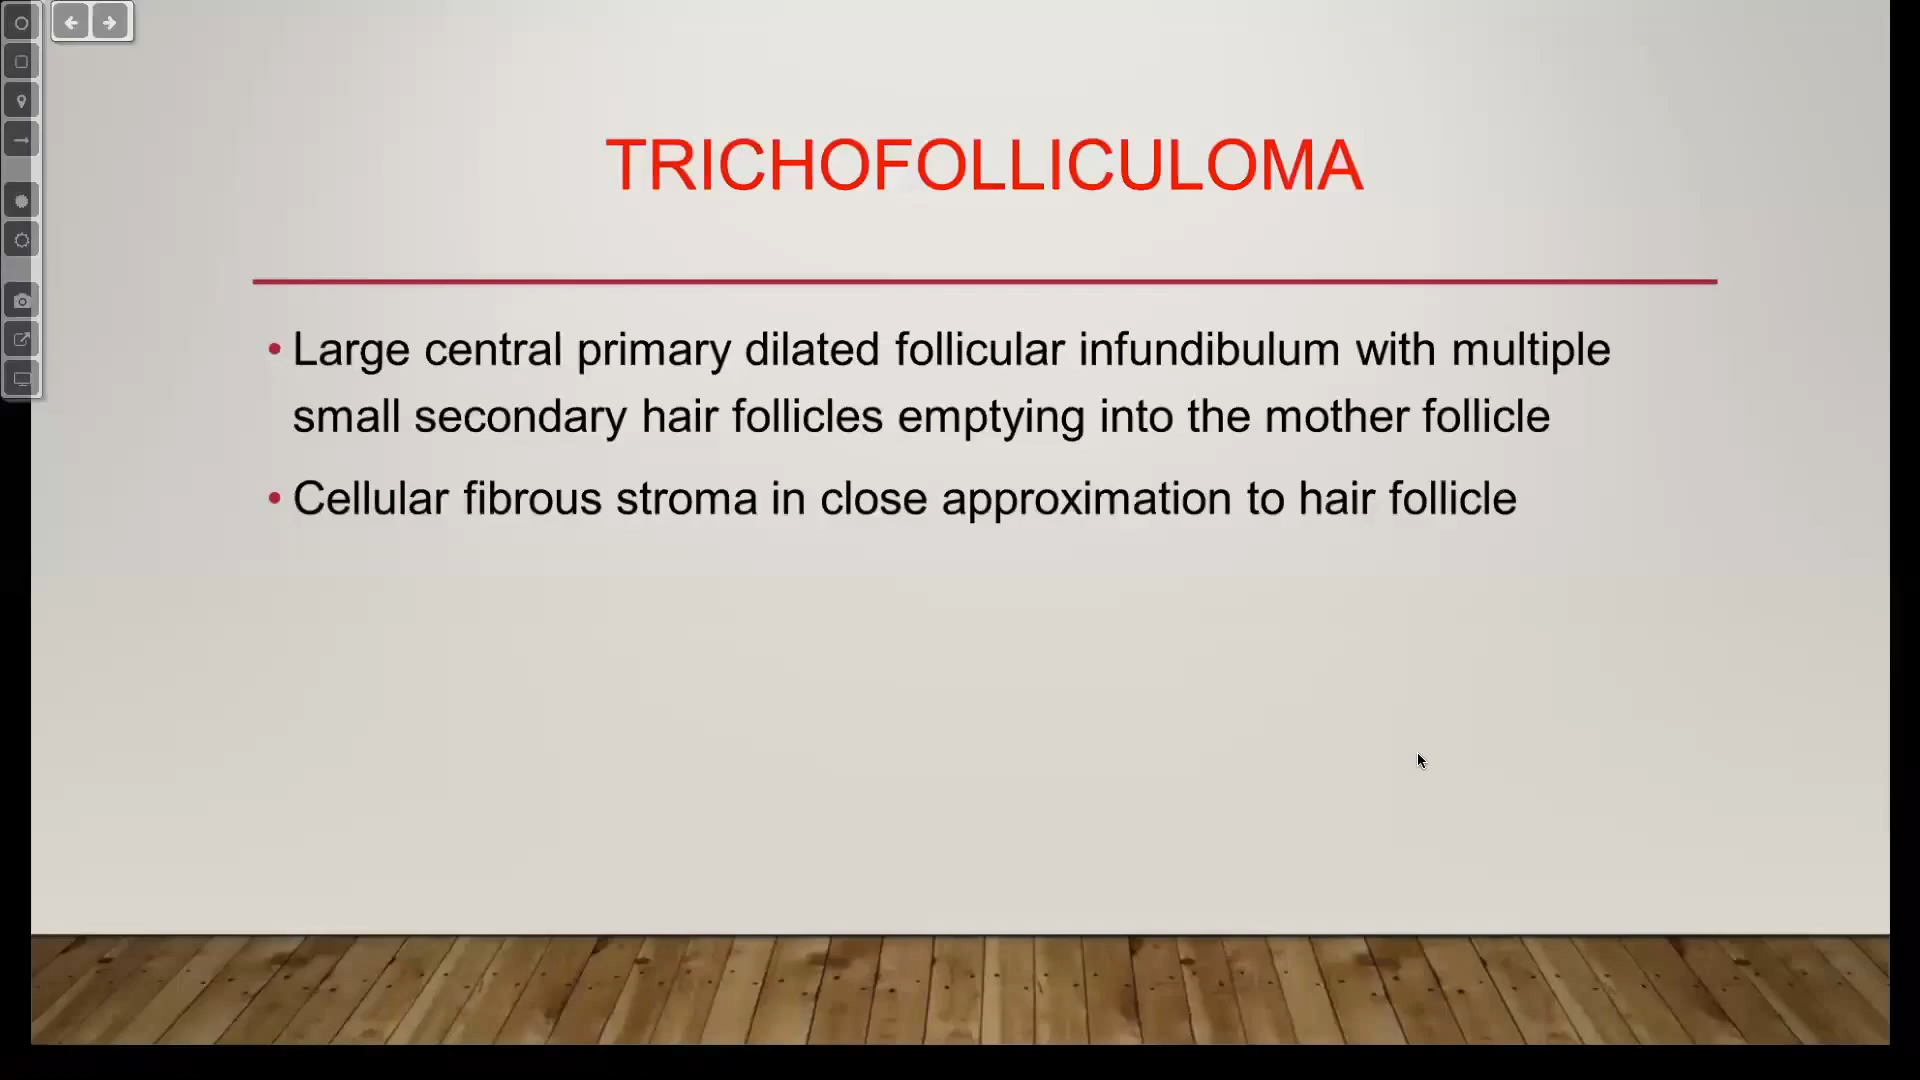 TRICHOFOLLICULOMA
• Large central primary dilated follicular infundibulum with multiple
small secondary hair follicles emptying into the mother follicle
• Cellular fibrous stroma in close approximation to hair follicle